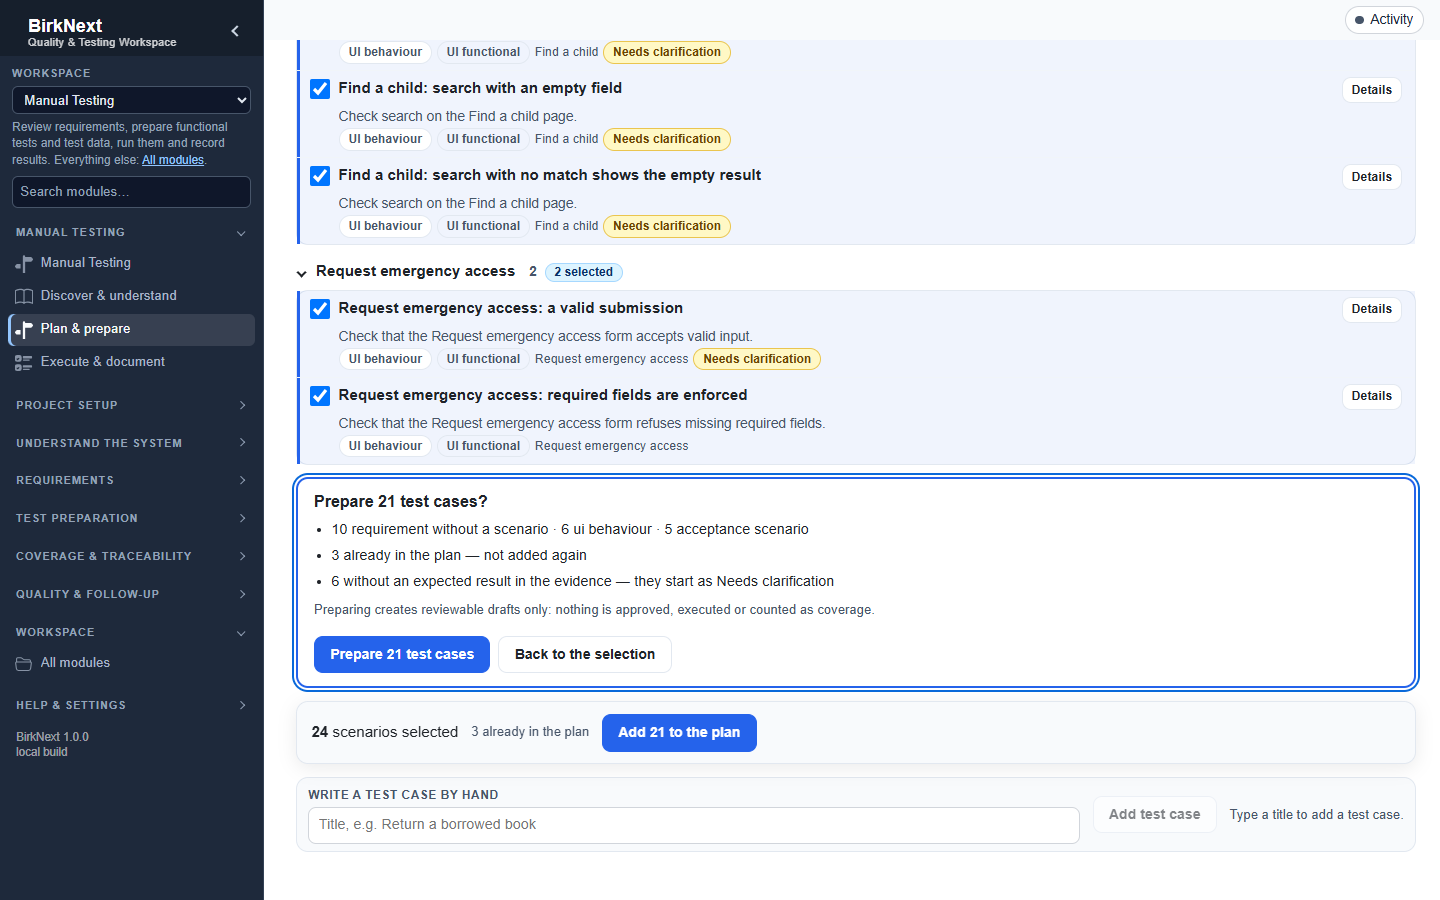 BirkNext
Quality & Testing Workspace
WORKSPACE
Manual Testing
Review requirements, prepare functional
tests and test data, run them and record
results. Everything else: All modules.
Search modules...
MANUAL TESTING
Manual Testing
Discover & understand
Plan & prepare
Execute & document
PROJECT SETUP
UNDERSTAND THE SYSTEM
REQUIREMENTS
TEST PREPARATION
COVERAGE & TRACEABILITY
QUALITY & FOLLOW-UP
WORKSPACE
All modules
HELP & SETTINGS
BirkNext 1.0.0
local build
Activity
UI behaviour UI functional Find a child Needs clarification
Find a child: search with an empty field Details
Check search on the Find a child page.
UI behaviour UI functional Find a child Needs clarification
Find a child: search with no match shows the empty result Details
Check search on the Find a child page.
UI behaviour UI functional Find a child Needs clarification
Request emergency access 2 2 selected
Request emergency access: a valid submission Details
Check that the Request emergency access form accepts valid input.
UI behaviour UI functional Request emergency access Needs clarification
Request emergency access: required fields are enforced Details
Check that the Request emergency access form refuses missing required fields.
UI behaviour UI functional Request emergency access
Prepare 21 test cases?
• 10 requirement without a scenario · 6 ui behaviour · 5 acceptance scenario
• 3 already in the plan — not added again
• 6 without an expected result in the evidence — they start as Needs clarification
Preparing creates reviewable drafts only: nothing is approved, executed or counted as coverage.
Prepare 21 test cases Back to the selection
24 scenarios selected 3 already in the plan Add 21 to the plan
WRITE A TEST CASE BY HAND
Title, e.g. Return a borrowed book Add test case Type a title to add a test case.